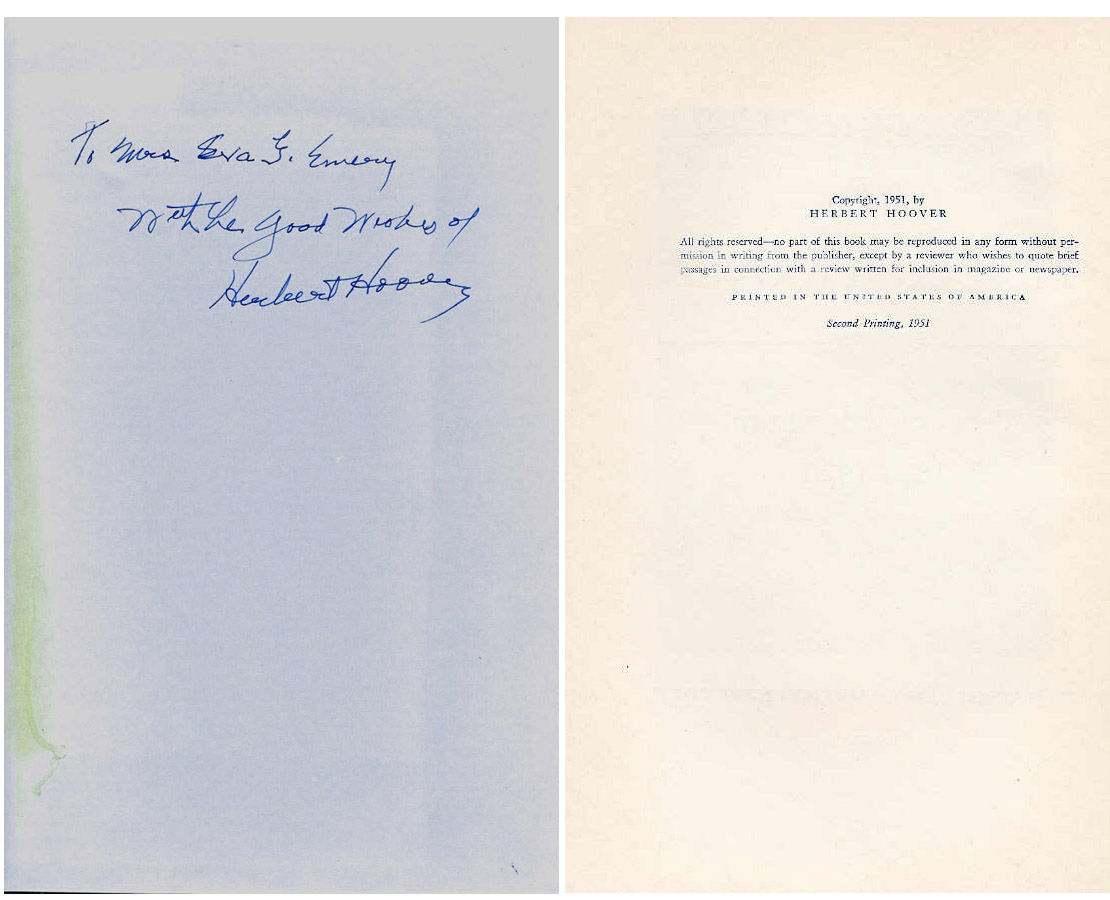 To Mrs Eva G. Emery
With the Good Wishes of
Herbert Hoover
Copyright, 1951, by
HERBERT HOOVER
All rights reserved—no part of this book may be reproduced in any form without per-
mission in writing from the publisher, except by a reviewer who wishes to quote brief
passages in connection with a review written for inclusion in magazine or newspaper.
PRINTED IN THE UNITED STATES OF AMERICA
Second Printing, 1951